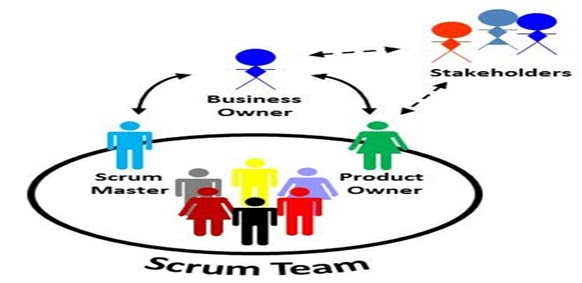 Stakeholders
Business
Owner
Scrum
Master
Product
Owner
Scrum Team